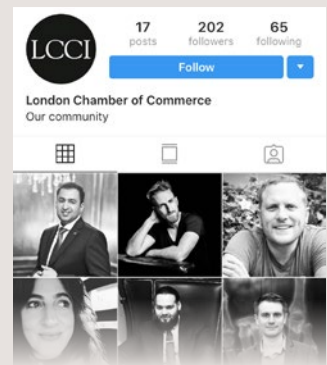 LCCI
17 202 65
posts followers following
Follow
London Chamber of Commerce
Our community